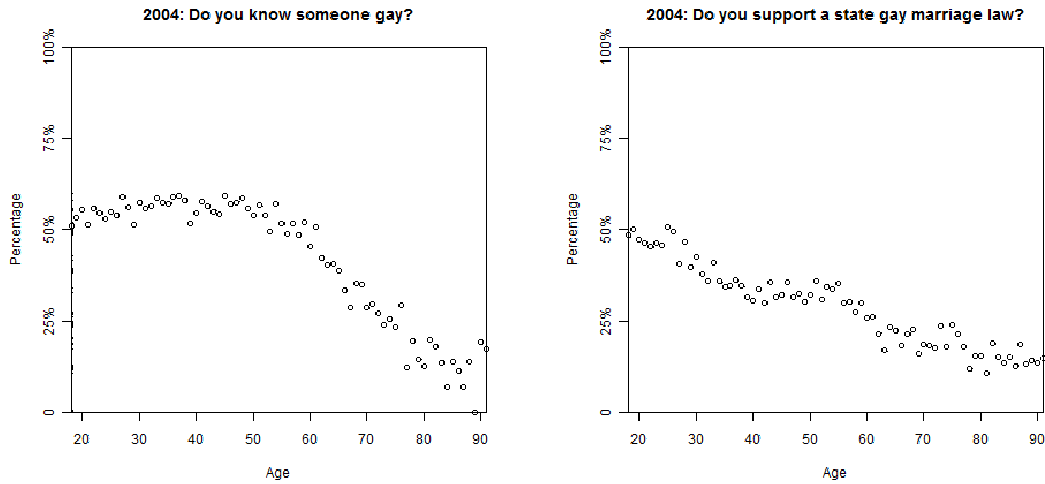 2004: Do you know someone gay?
Percentage
100%
75%
50%
25%
0
20 30 40 50 60 70 80 90
Age
2004: Do you support a state gay marriage law?
Percentage
100%
75%
50%
25%
0
20 30 40 50 60 70 80 90
Age